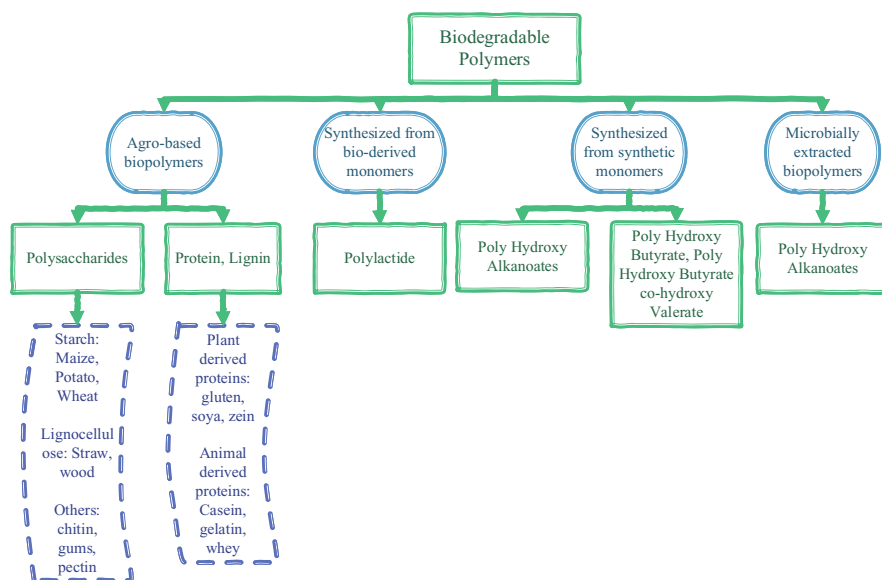 Biodegradable
Polymers
Agro-based
biopolymers
Synthesized from
bio-derived
monomers
Synthesized
from synthetic
monomers
Microbially
extracted
biopolymers
Polysaccharides
Protein, Lignin
Polylactide
Poly Hydroxy
Alkanoates
Poly Hydroxy
Butyrate, Poly
Hydroxy Butyrate
co-hydroxy
Valerate
Poly Hydroxy
Alkanoates
Starch:
Maize,
Potato,
Wheat
Lignocellul
ose: Straw,
wood
Others:
chitin,
gums,
pectin
Plant
derived
proteins:
gluten,
soya, zein
Animal
derived
proteins:
Casein,
gelatin,
whey